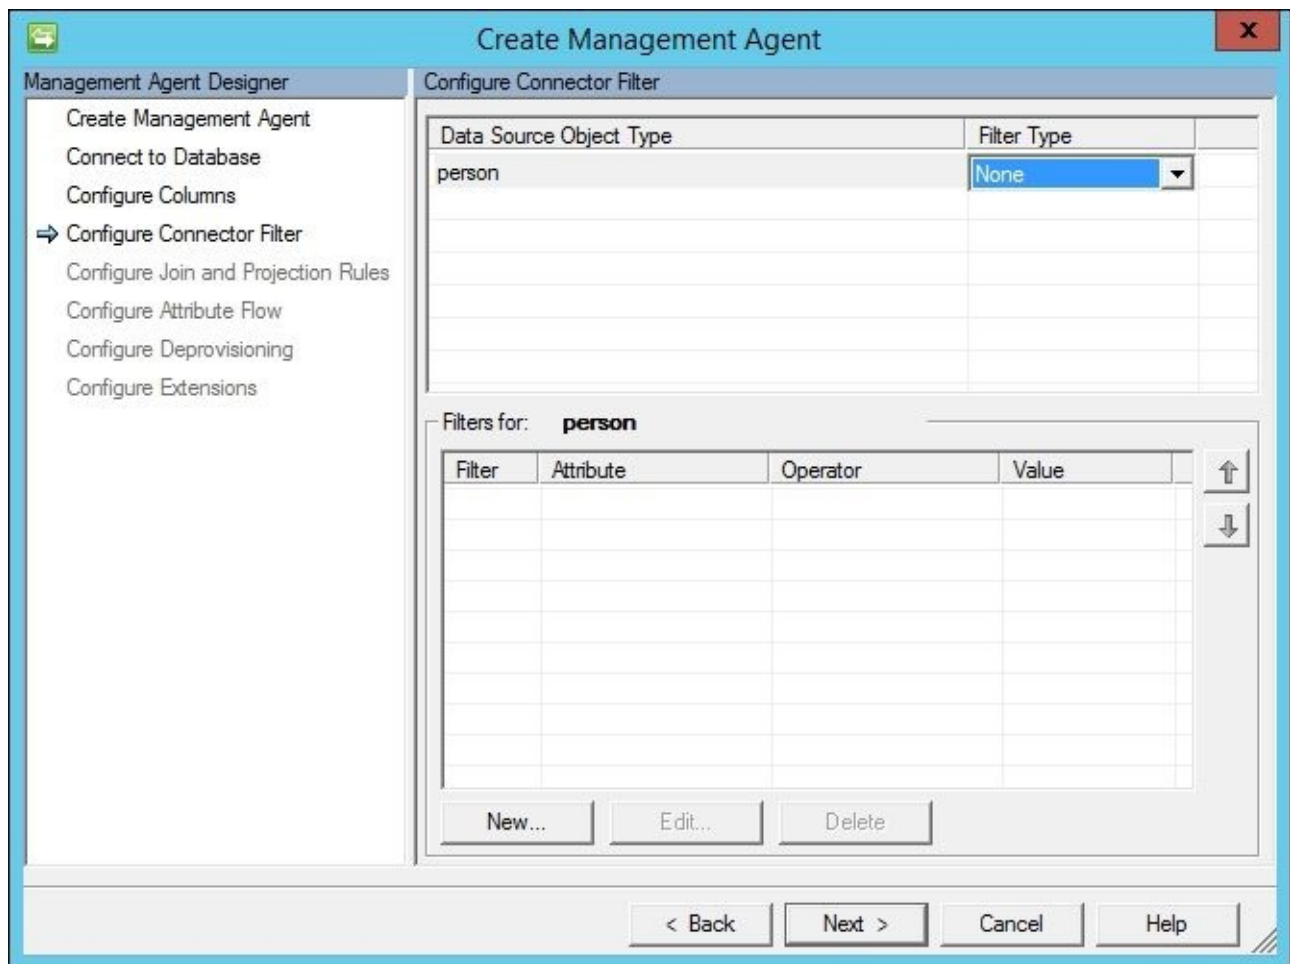 Create Management Agent
x
Management Agent Designer
Create Management Agent
Connect to Database
Configure Columns
Configure Connector Filter
Configure Join and Projection Rules
Configure Attribute Flow
Configure Deprovisioning
Configure Extensions
Configure Connector Filter
Data Source Object Type Filter Type
person None
Filters for: person
Filter Attribute Operator Value
New... Edit... Delete
< Back Next > Cancel Help